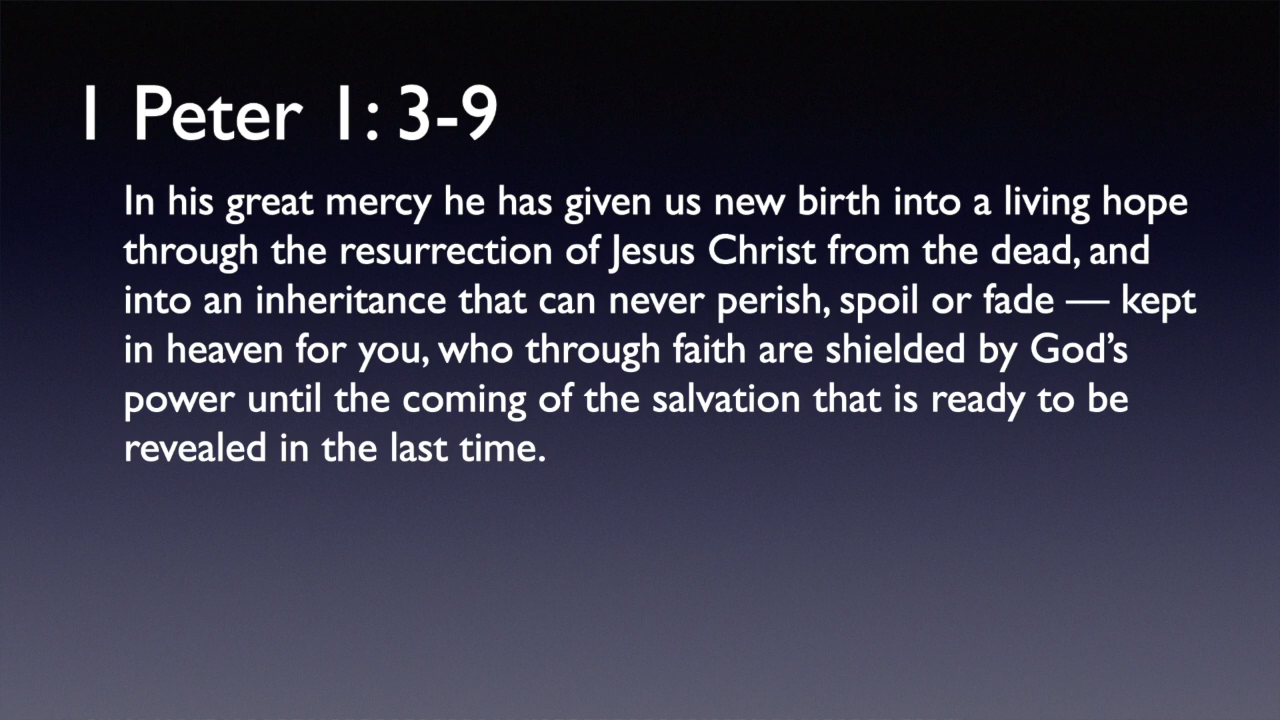 1 Peter 1: 3-9
In his great mercy he has given us new birth into a living hope
through the resurrection of Jesus Christ from the dead, and
into an inheritance that can never perish, spoil or fade — kept
in heaven for you, who through faith are shielded by God’s
power until the coming of the salvation that is ready to be
revealed in the last time.